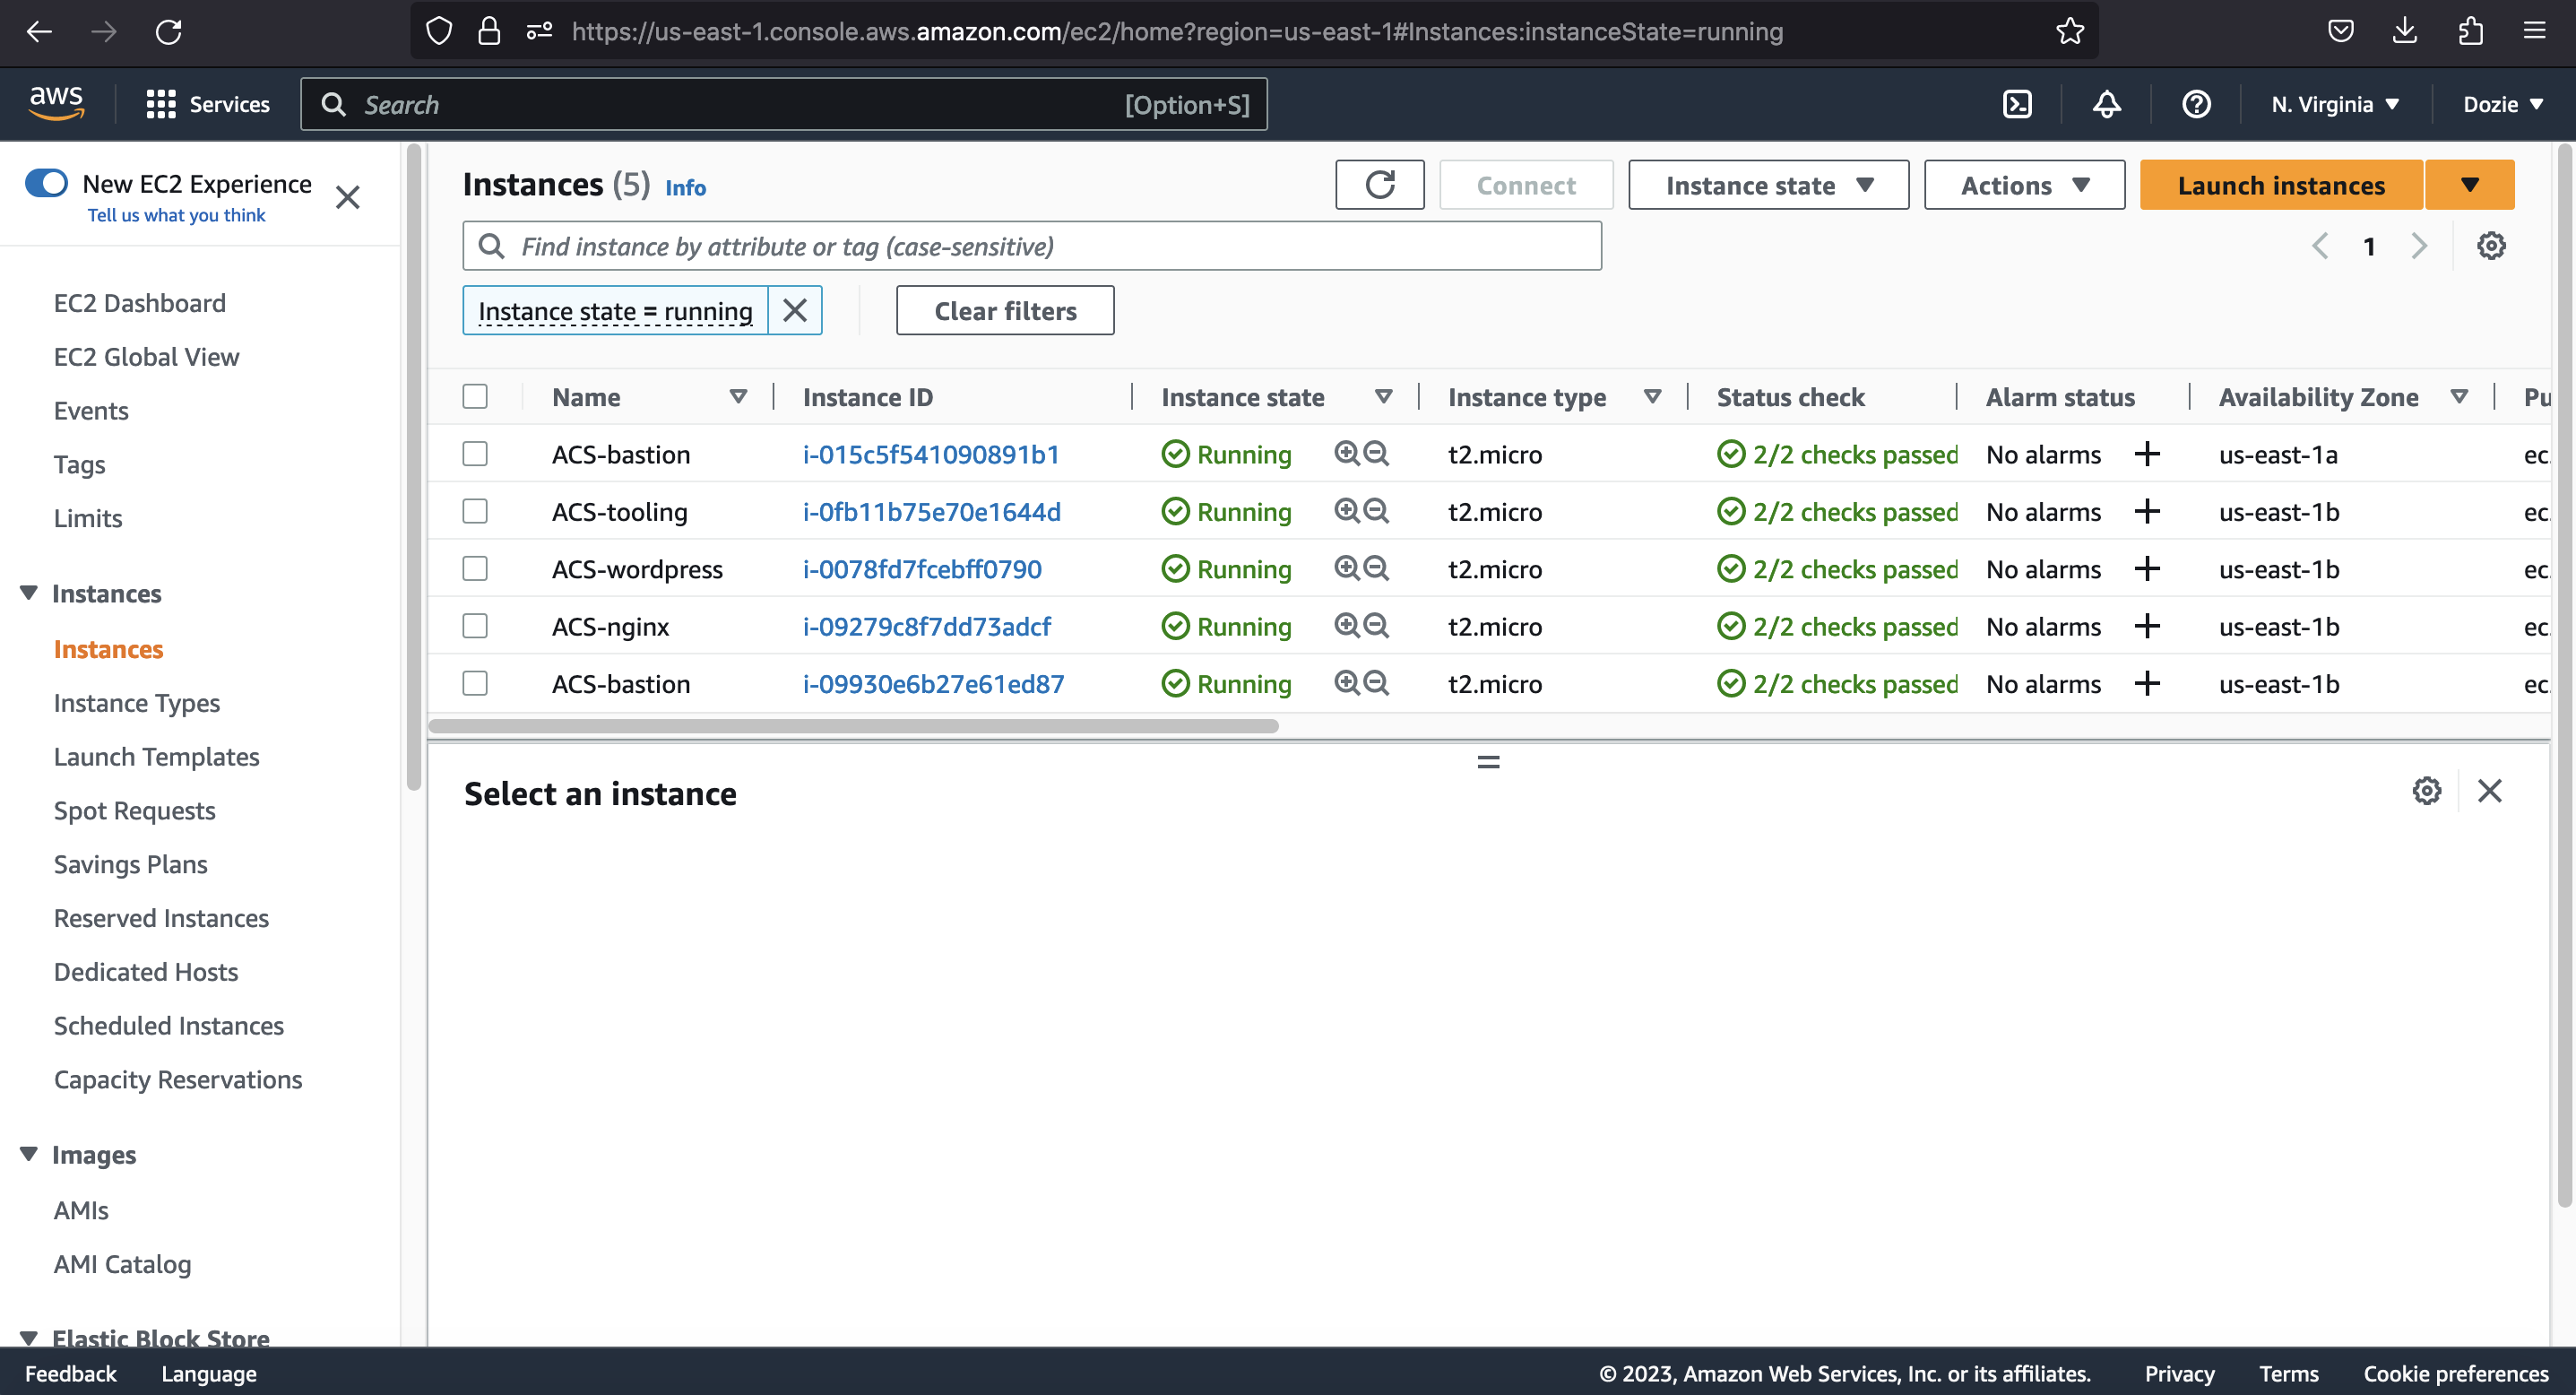 https://us-east-1.console.aws.amazon.com/ec2/home?region=us-east-1#Instances:instanceState=running
aws Services Search [Option+S] N. Virginia Dozie
New EC2 Experience
Tell us what you think
EC2 Dashboard
EC2 Global View
Events
Tags
Limits
Instances
Instances
Instance Types
Launch Templates
Spot Requests
Savings Plans
Reserved Instances
Dedicated Hosts
Scheduled Instances
Capacity Reservations
Images
AMIs
AMI Catalog
Elastic Block Store
Instances (5) Info Connect Instance state Actions Launch instances
Find instance by attribute or tag (case-sensitive) 1
Instance state = running Clear filters
Name Instance ID Instance state Instance type Status check Alarm status Availability Zone Pu
ACS-bastion i-015c5f541090891b1 Running t2.micro 2/2 checks passed No alarms us-east-1a ec
ACS-tooling i-0fb11b75e70e1644d Running t2.micro 2/2 checks passed No alarms us-east-1b ec
ACS-wordpress i-0078fd7fcebff0790 Running t2.micro 2/2 checks passed No alarms us-east-1b ec
ACS-nginx i-09279c8f7dd73adcf Running t2.micro 2/2 checks passed No alarms us-east-1b ec
ACS-bastion i-09930e6b27e61ed87 Running t2.micro 2/2 checks passed No alarms us-east-1b ec
Select an instance
Feedback Language © 2023, Amazon Web Services, Inc. or its affiliates. Privacy Terms Cookie preferences